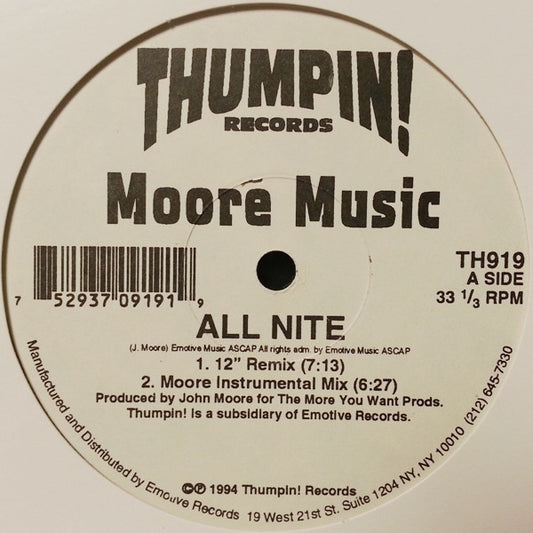 THUMPIN!
RECORDS
Moore Music
TH919
A SIDE
33 1/3 RPM
7 52937 09191 9
ALL NITE
(J. Moore) Emotive Music ASCAP All rights adm. by Emotive Music ASCAP
1. 12" Remix (7:13)
2. Moore Instrumental Mix (6:27)
Produced by John Moore for The More You Want Prods.
Thumpin! is a subsidiary of Emotive Records.
©℗ 1994 Thumpin! Records
Manufactured and Distributed by Emotive Records 19 West 21st St. Suite 1204 NY, NY 10010 (212) 645-7330